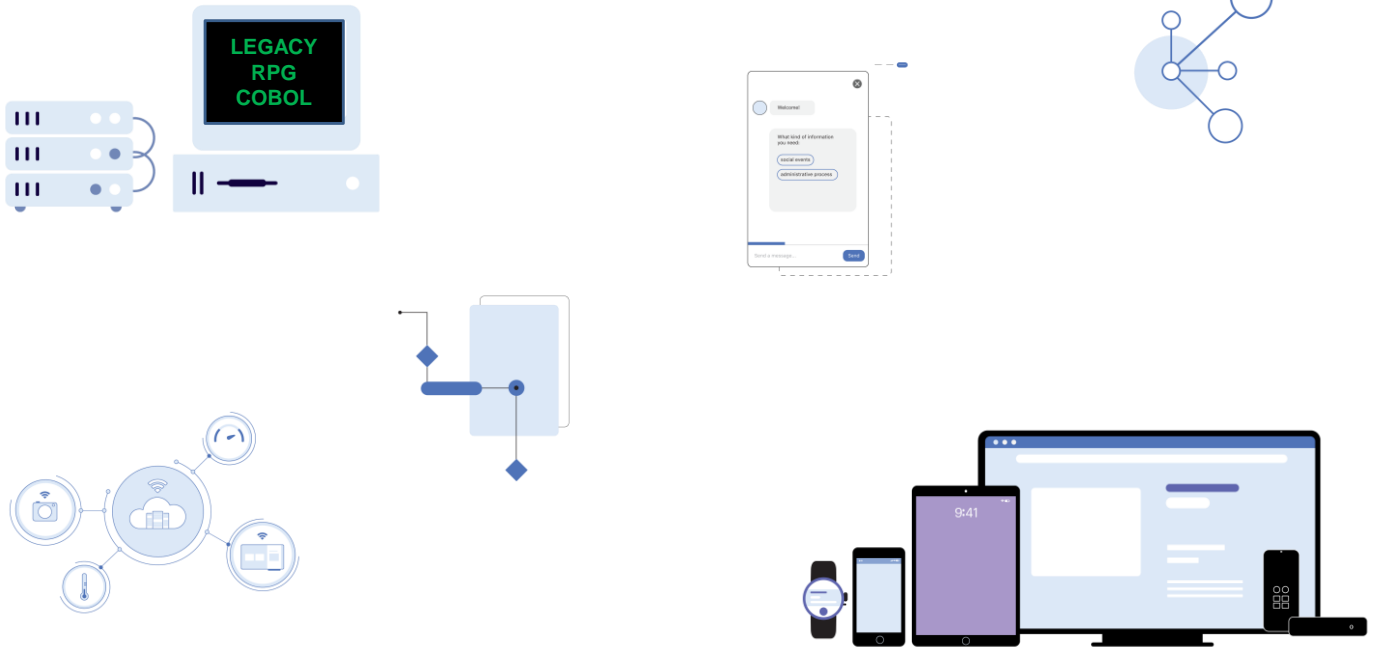 LEGACY
RPG
COBOL
Welcome!
What kind of information
you need:
social events
administrative process
Send a message...
Send
9:41